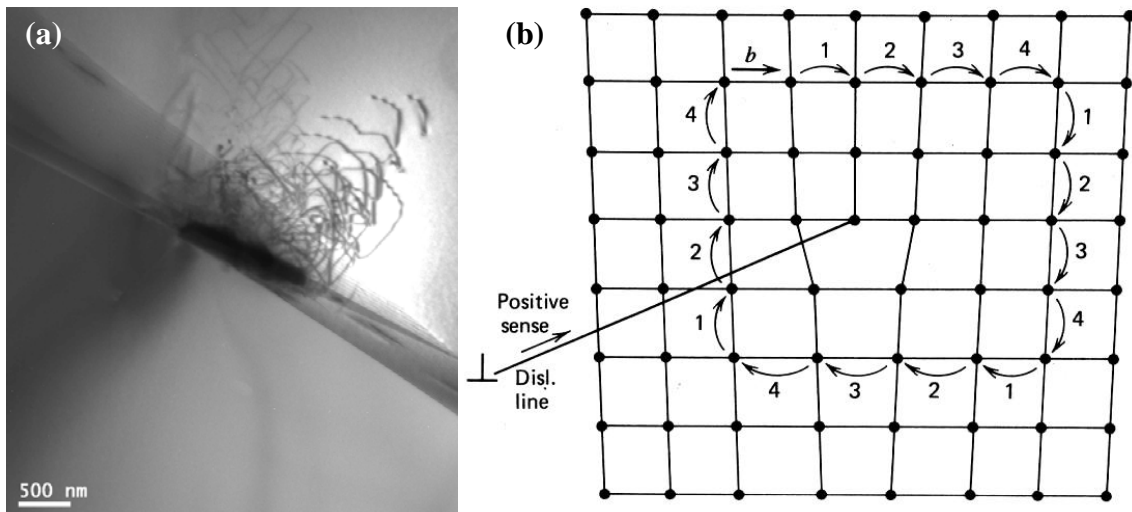 (a)
500 nm
(b)
b 1 2 3 4
4 1
3 2
2 3
1 4
4 3 2 1
Positive
sense
Disl.
line